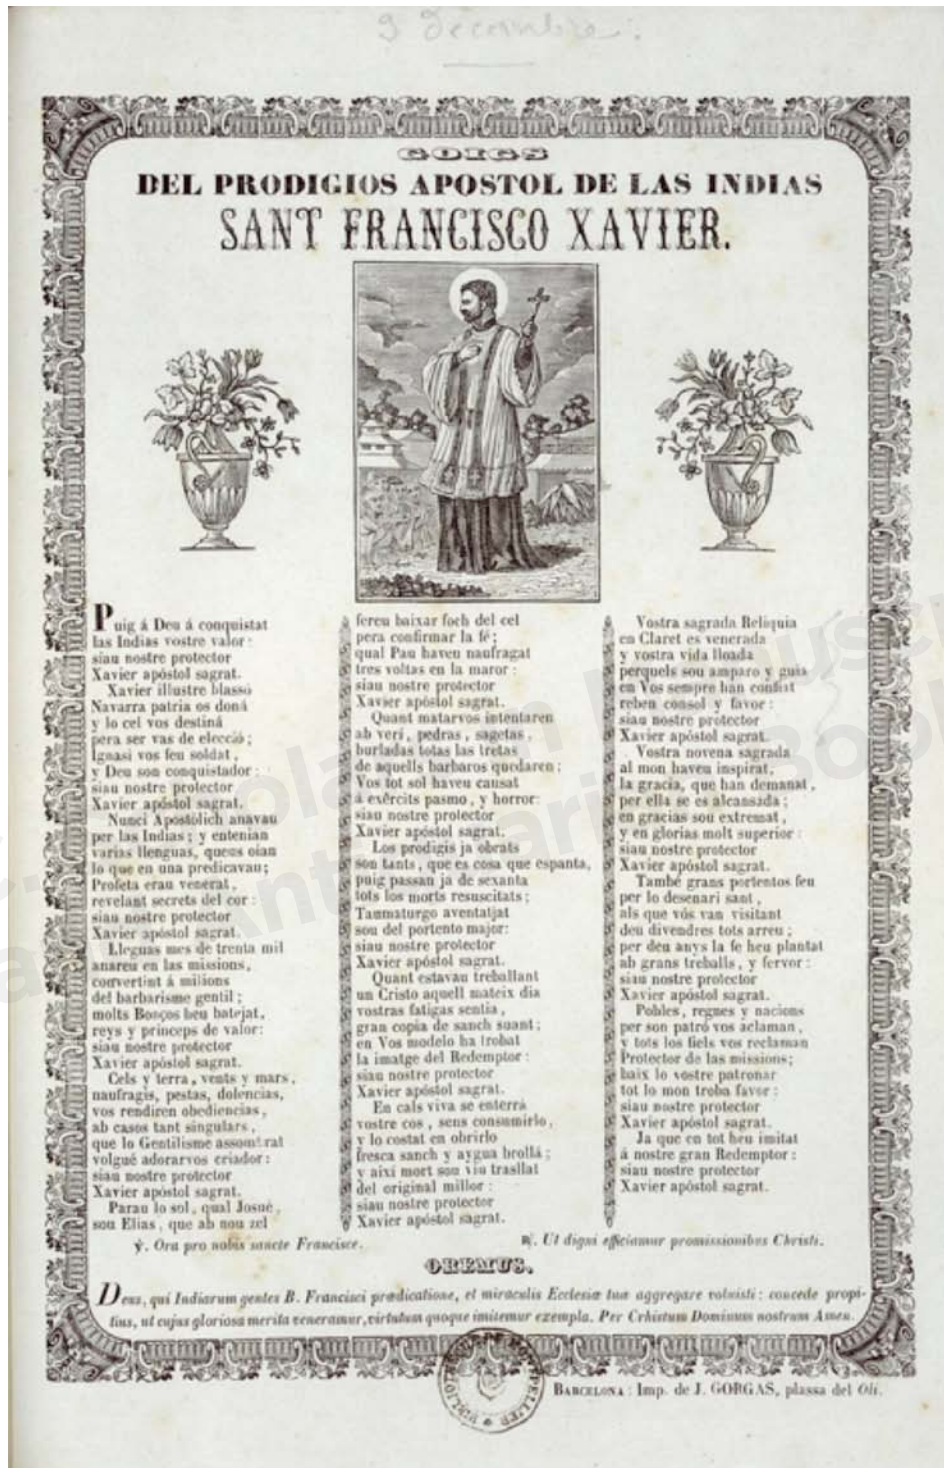 3 Decembre.
GOIGS
DEL PRODIGIOS APOSTOL DE LAS INDIAS
SANT FRANCISCO XAVIER.
Puig á Deu á conquistat
las Indias vostre valor:
siau nostre protector
Xavier apóstol sagrat.
Xavier illustre blassó
Navarra patria os doná
y lo cel vos destiná
pera ser vas de elecció;
Ignasi vos feu soldat,
y Deu son conquistador:
siau nostre protector
Xavier apóstol sagrat.
Nunci Apostólich anavau
per las Indias; y entenian
varias llenguas, queus oian
lo que en una predicavau;
Profeta erau venerat,
revelant secrets del cor:
siau nostre protector
Xavier apóstol sagrat.
Lleguas mes de trenta mil
anareu en las missions,
convertint á milions
del barbarisme gentil;
molts Bonços heu batejat,
reys y princeps de valor:
siau nostre protector
Xavier apóstol sagrat.
Cels y terra, vents y mars,
naufragis, pestas, dolencias,
vos rendiren obediencias,
ab casos tant singulars,
que lo Gentilisme assombrat
volgué adorarvos criador:
siau nostre protector
Xavier apóstol sagrat.
Parau lo sol, qual Josué,
sou Elias, que ab nou zel
fereu baixar foch del cel
pera confirmar la fé;
qual Pau haveu naufragat
tres voltas en la maror:
siau nostre protector
Xavier apóstol sagrat.
Quant matarvos intentaren
ab verí, pedras, sagetas,
burladas totas las tretas
de aquells barbaros quedaren;
Vos tot sol haveu causat
á exércits pasmo, y horror:
siau nostre protector
Xavier apóstol sagrat.
Los prodigis ja obrats
son tants, que es cosa que espanta,
puig passan ja de sexanta
tots los morts resuscitats;
Taumaturgo aventatjat
sou del portento major:
siau nostre protector
Xavier apóstol sagrat.
Quant estavau treballant
un Cristo aquell mateix dia
vostras fatigas sentia,
gran copia de sanch suant;
en Vos modelo ha trobat
la imatge del Redemptor:
siau nostre protector
Xavier apóstol sagrat.
En cals viva se enterrá
vostre cos, sens consumirlo,
y lo costat en obrirlo
fresca sanch y aygua brollá;
y aixi mort sou viu trasllat
del original millor:
siau nostre protector
Xavier apóstol sagrat.
Vostra sagrada Reliquia
en Claret es venerada
y vostra vida lloada
perquels sou amparo y guia
en Vos sempre han confiat
reben consol y favor:
siau nostre protector
Xavier apóstol sagrat.
Vostra novena sagrada
al mon haveu inspirat,
la gracia, que han demanat,
per ella se es alcansada;
en gracias sou extremat,
y en glorias molt superior:
siau nostre protector
Xavier apóstol sagrat.
També grans portentos feu
per lo desenari sant,
als que vós van visitant
deu divendres tots arreu;
per deu anys la fe heu plantat
ab grans treballs, y fervor:
siau nostre protector
Xavier apóstol sagrat.
Pobles, regnes y nacions
per son patró vos aclaman,
y tots los fiels vos reclaman
Protector de las missions;
baix lo vostre patronar
tot lo mon troba favor:
siau nostre protector
Xavier apóstol sagrat.
Ja que en tot heu imitat
á nostre gran Redemptor:
siau nostre protector
Xavier apóstol sagrat.
℣. Ora pro nobis sancte Francisce.
℟. Ut digni efficiamur promissionibus Christi.
OREMUS.
Deus, qui Indiarum gentes B. Francisci prædicatione, et miraculis Ecclesiæ tuæ aggregare voluisti: concede propi-
tius, ut cujus gloriosa merita veneramur, virtutum quoque imitemur exempla. Per Crhistum Dominum nostrum Amen.
BARCELONA: Imp. de J. GORGAS, plassa del Oli.